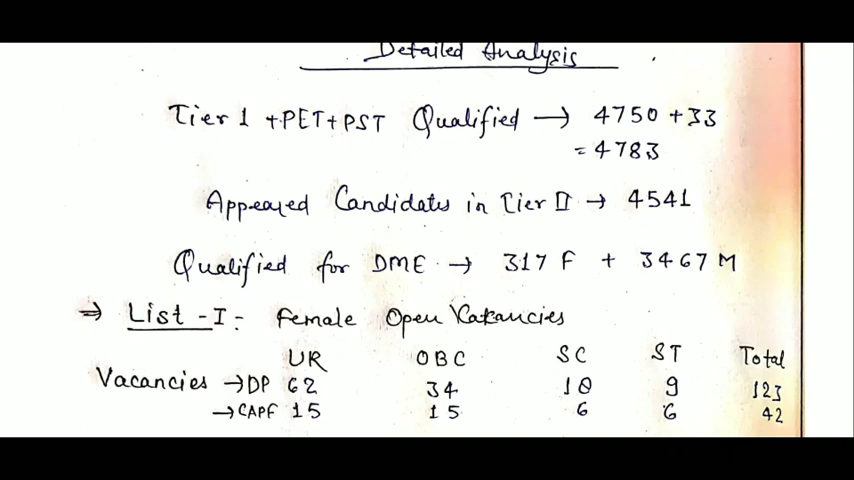 Detailed Analysis
Tier 1 +PET+PST Qualified → 4750 +33
= 4783
Appeared Candidates in Tier II → 4541
Qualified for DME → 317 F + 3467 M
⇒ List -I:- Female Open Vakancies
UR OBC SC ST Total
Vacancies → DP 62 34 18 9 123
→ CAPF 15 15 6 6 42